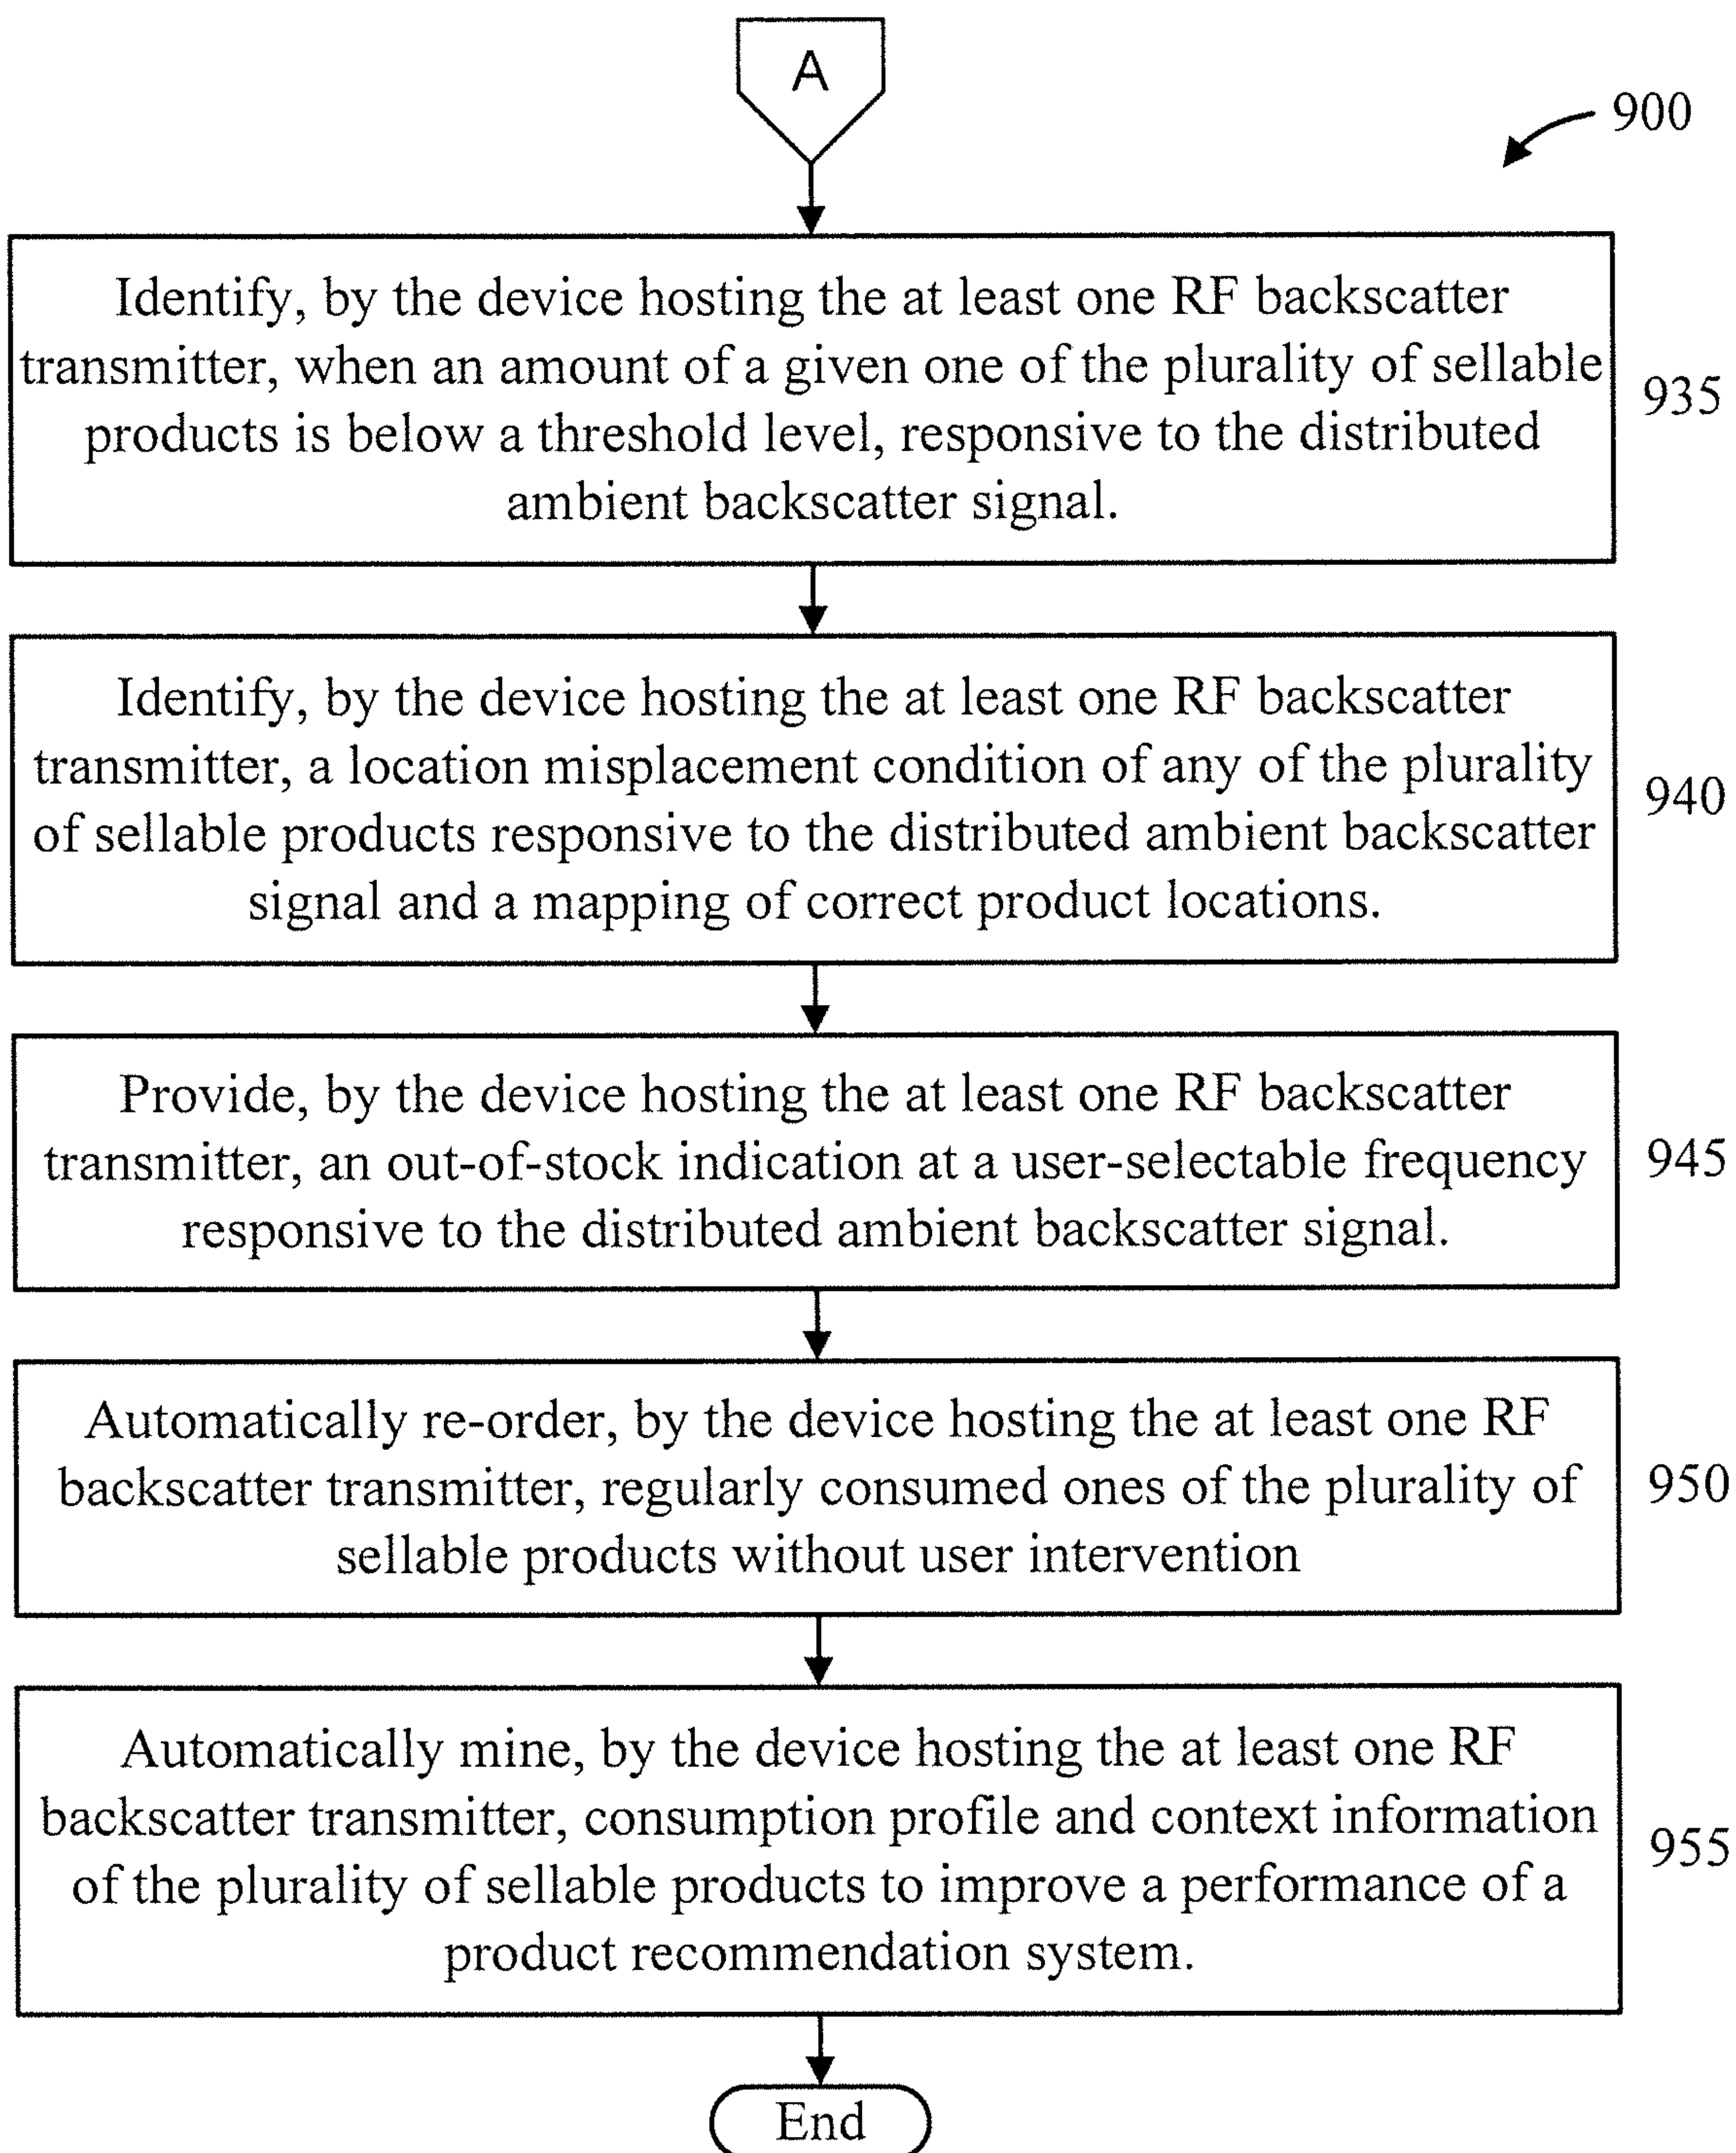 A
900
Identify, by the device hosting the at least one RF backscatter
transmitter, when an amount of a given one of the plurality of sellable
products is below a threshold level, responsive to the distributed
ambient backscatter signal.
935
Identify, by the device hosting the at least one RF backscatter
transmitter, a location misplacement condition of any of the plurality
of sellable products responsive to the distributed ambient backscatter
signal and a mapping of correct product locations.
940
Provide, by the device hosting the at least one RF backscatter
transmitter, an out-of-stock indication at a user-selectable frequency
responsive to the distributed ambient backscatter signal.
945
Automatically re-order, by the device hosting the at least one RF
backscatter transmitter, regularly consumed ones of the plurality of
sellable products without user intervention
950
Automatically mine, by the device hosting the at least one RF
backscatter transmitter, consumption profile and context information
of the plurality of sellable products to improve a performance of a
product recommendation system.
955
End